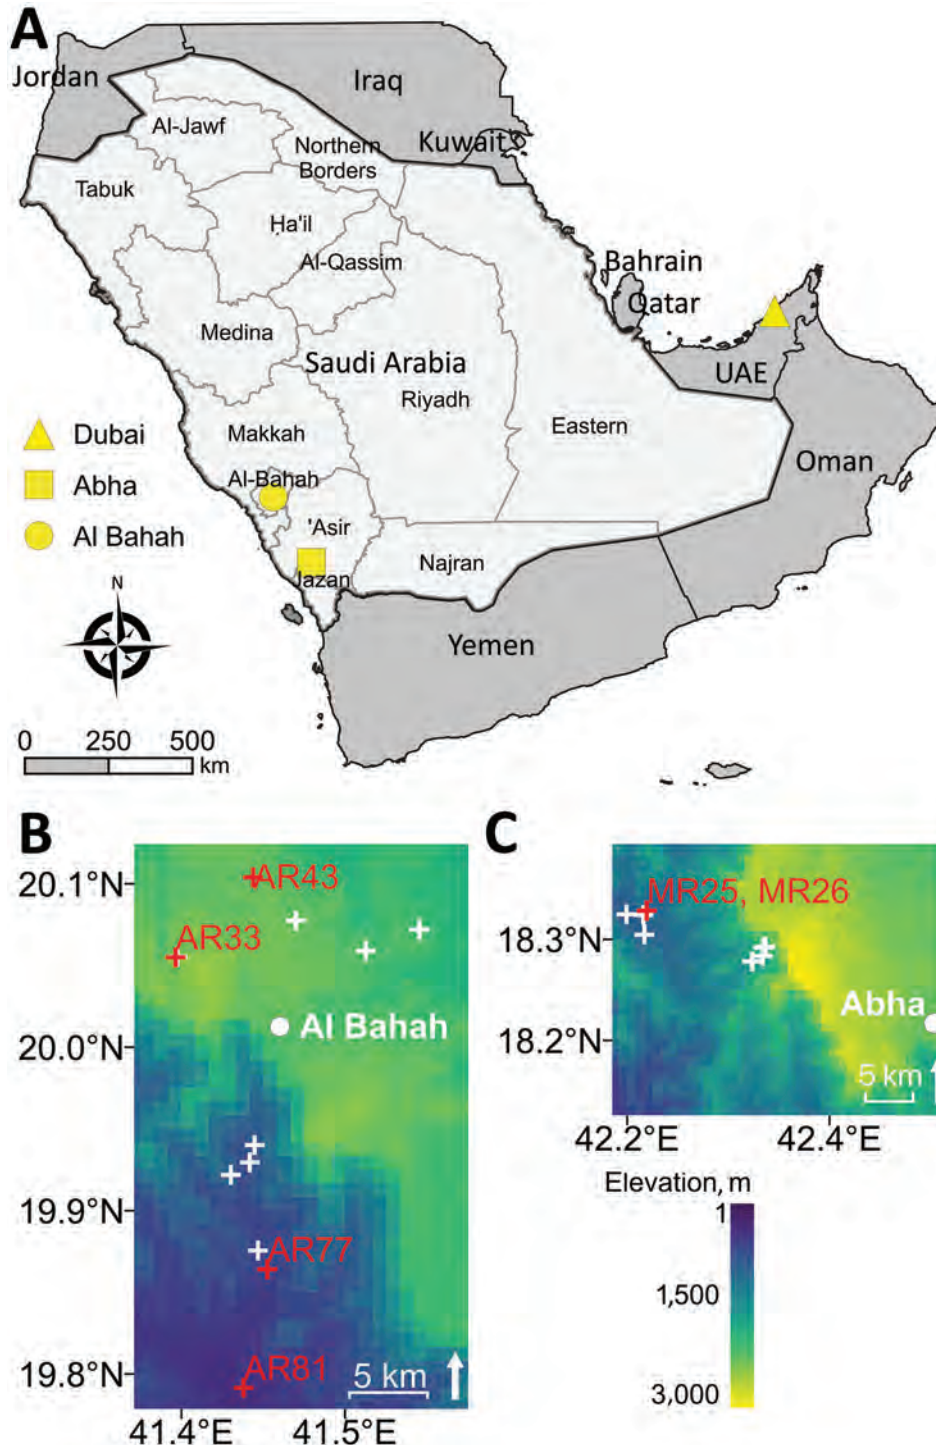 A
Jordan
Iraq
Kuwait
Al-Jawf
Northern
Borders
Tabuk
Ḥa'il
Al-Qassim
Bahrain
Qatar
Medina
Saudi Arabia
UAE
Riyadh
Eastern
Makkah
Oman
Dubai
Abha
Al Bahah
Al-Bahah
'Asir
Jazan
Najran
Yemen
N
0 250 500
km
B
20.1°N
20.0°N
19.9°N
19.8°N
AR43
AR33
Al Bahah
AR77
AR81
5 km
41.4°E 41.5°E
C
MR25, MR26
18.3°N
18.2°N
Abha
5 km
42.2°E 42.4°E
Elevation, m
1
1,500
3,000